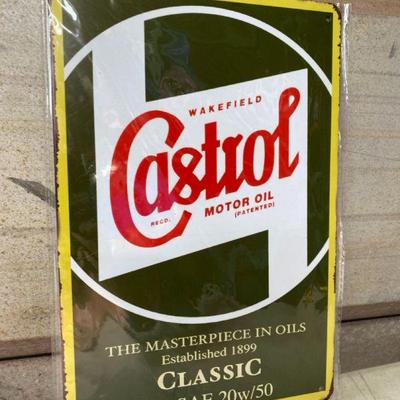 WAKEFIELD
Castrol
REGD. MOTOR OIL
(PATENTED)
THE MASTERPIECE IN OILS
Established 1899
CLASSIC
SAE 20w/50